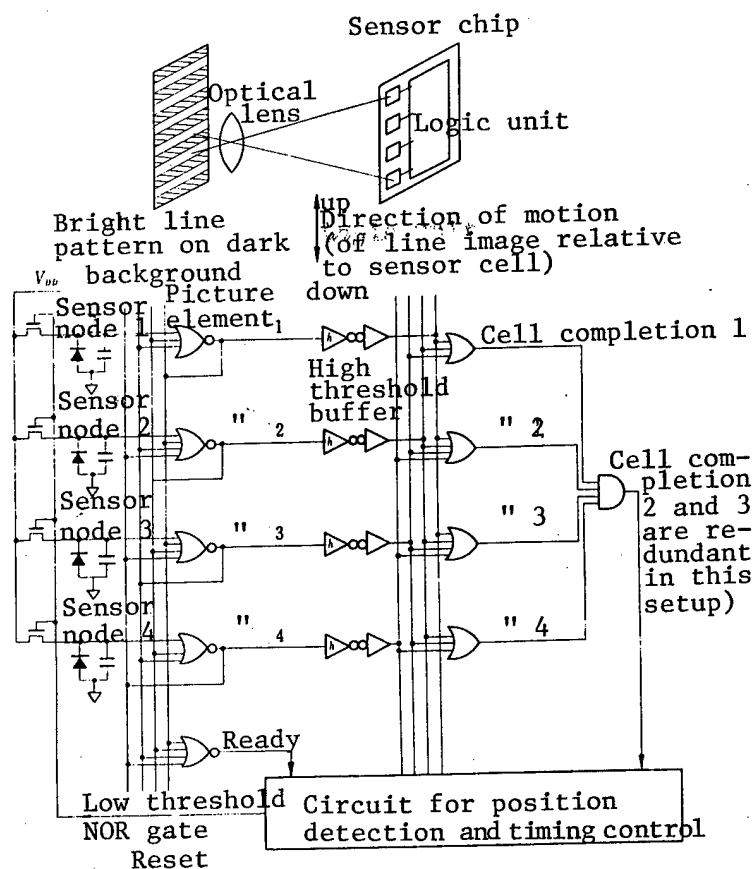 Sensor chip
Optical
lens
Logic unit
Bright line
pattern on dark
background
up
Direction of motion
(of line image relative
to sensor cell)
down
V_DD
Sensor
node 1
Picture
element 1
h
High
threshold
buffer
Cell completion 1
Sensor
node 2
" 2
h
" 2
Cell com-
pletion
2 and 3
are re-
dundant
in this
setup)
Sensor
node 3
" 3
h
" 3
Sensor
node 4
" 4
h
" 4
Ready
Low threshold
NOR gate
Reset
Circuit for position
detection and timing control